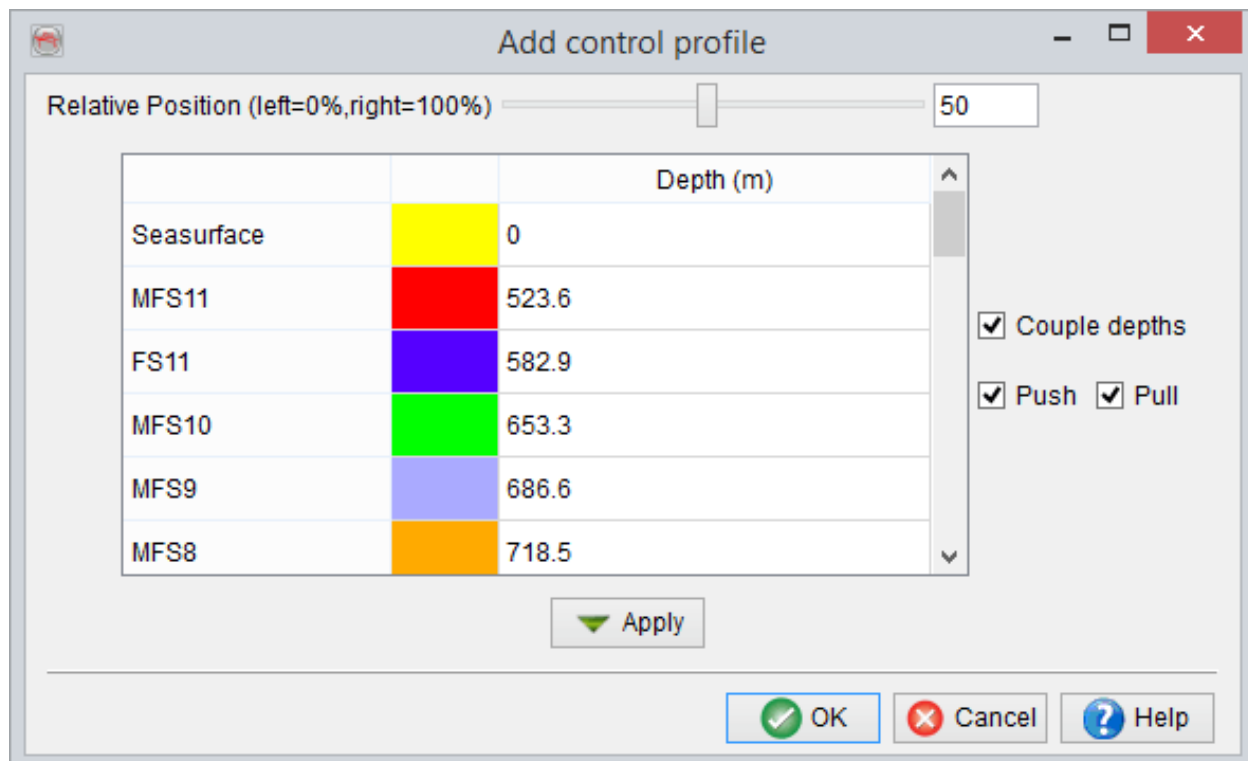 Add control profile
Relative Position (left=0%,right=100%) 50
Depth (m)
Seasurface 0
MFS11 523.6
FS11 582.9
MFS10 653.3
MFS9 686.6
MFS8 718.5
Couple depths
Push Pull
Apply
OK Cancel Help